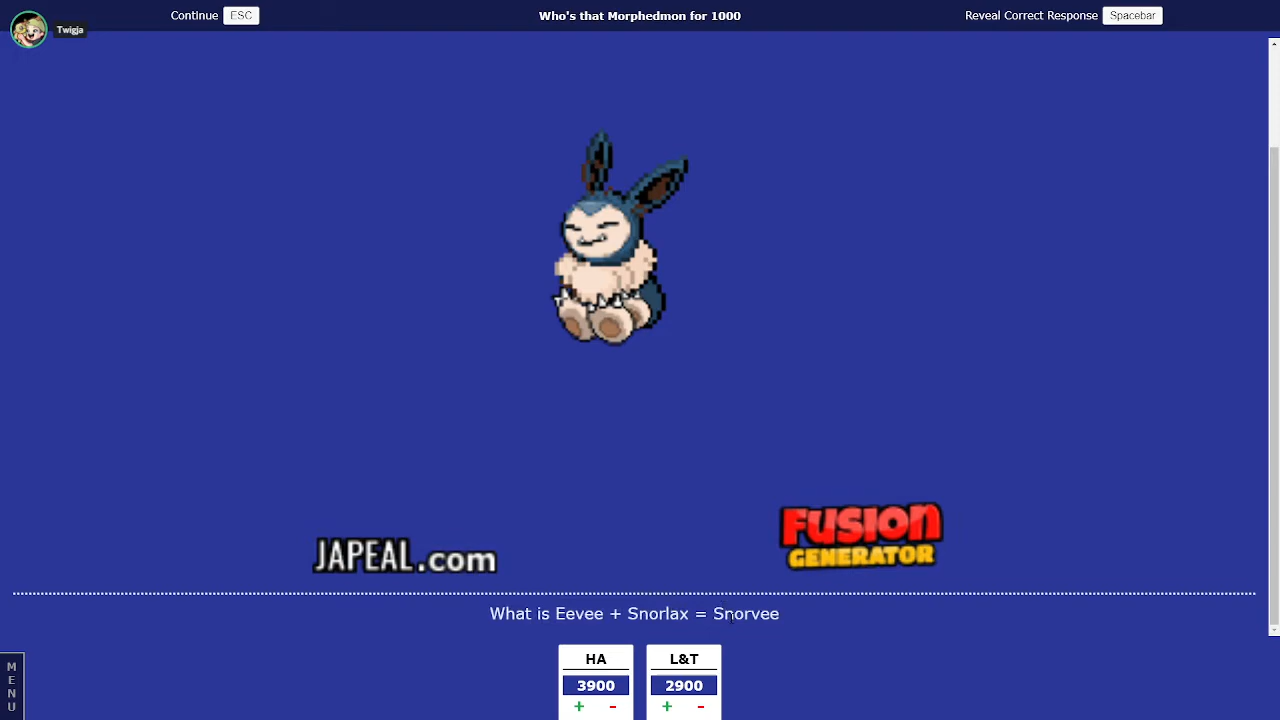 Continue ESC
Who's that Morphedmon for 1000
Reveal Correct Response Spacebar
Twigja
JAPEAL.com
FUSION
GENERATOR
What is Eevee + Snorlax = Snorvee
HA
3900
+ -
L&T
2900
+ -
MENU